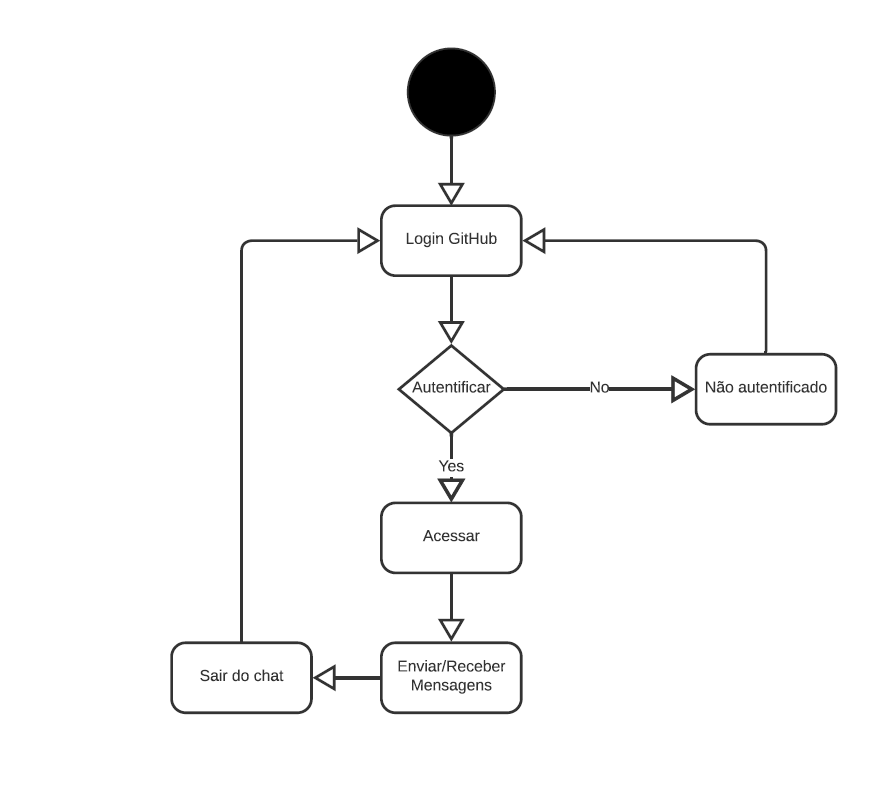 Login GitHub
Autentificar
No
Não autentificado
Yes
Acessar
Enviar/Receber
Mensagens
Sair do chat